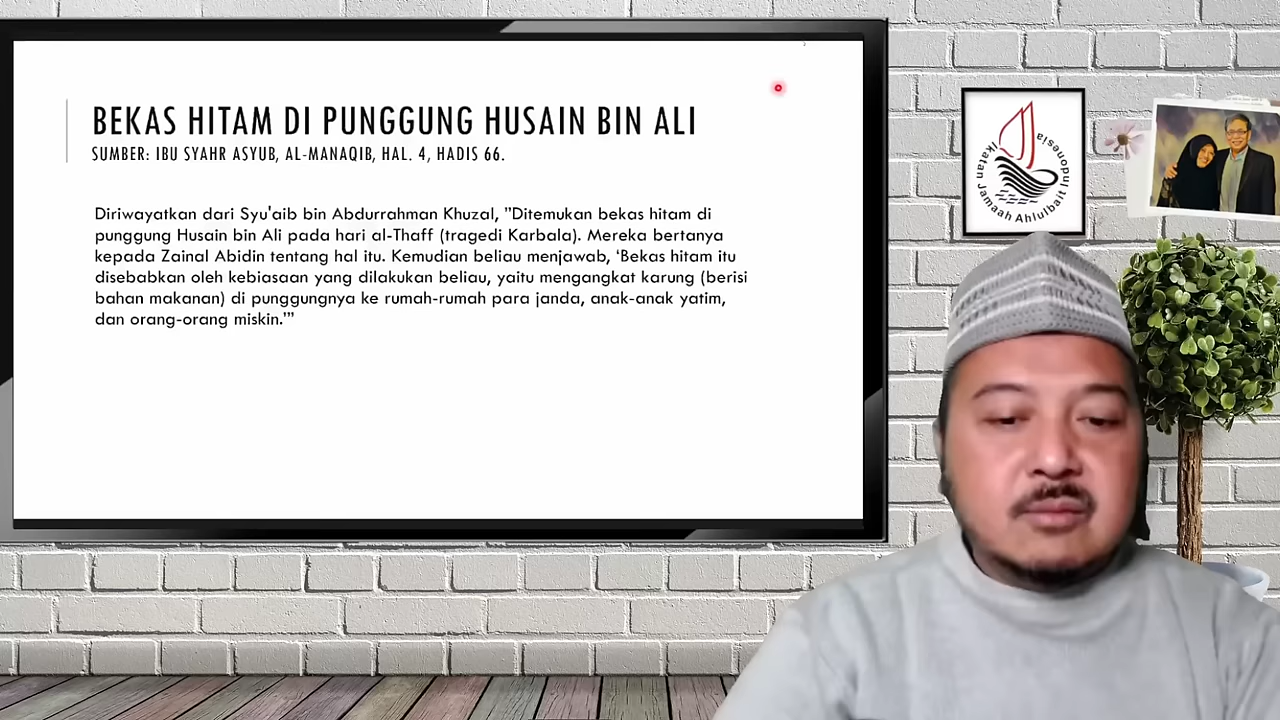 BEKAS HITAM DI PUNGGUNG HUSAIN BIN ALI
SUMBER: IBU SYAHR ASYUB, AL-MANAQIB, HAL. 4, HADIS 66.
Diriwayatkan dari Syu'aib bin Abdurrahman Khuzal, "Ditemukan bekas hitam di
punggung Husain bin Ali pada hari al-Thaff (tragedi Karbala). Mereka bertanya
kepada Zainal Abidin tentang hal itu. Kemudian beliau menjawab, 'Bekas hitam itu
disebabkan oleh kebiasaan yang dilakukan beliau, yaitu mengangkat karung (berisi
bahan makanan) di punggungnya ke rumah-rumah para janda, anak-anak yatim,
dan orang-orang miskin.'"
Ikatan Jamaah Ahlulbait Indonesia